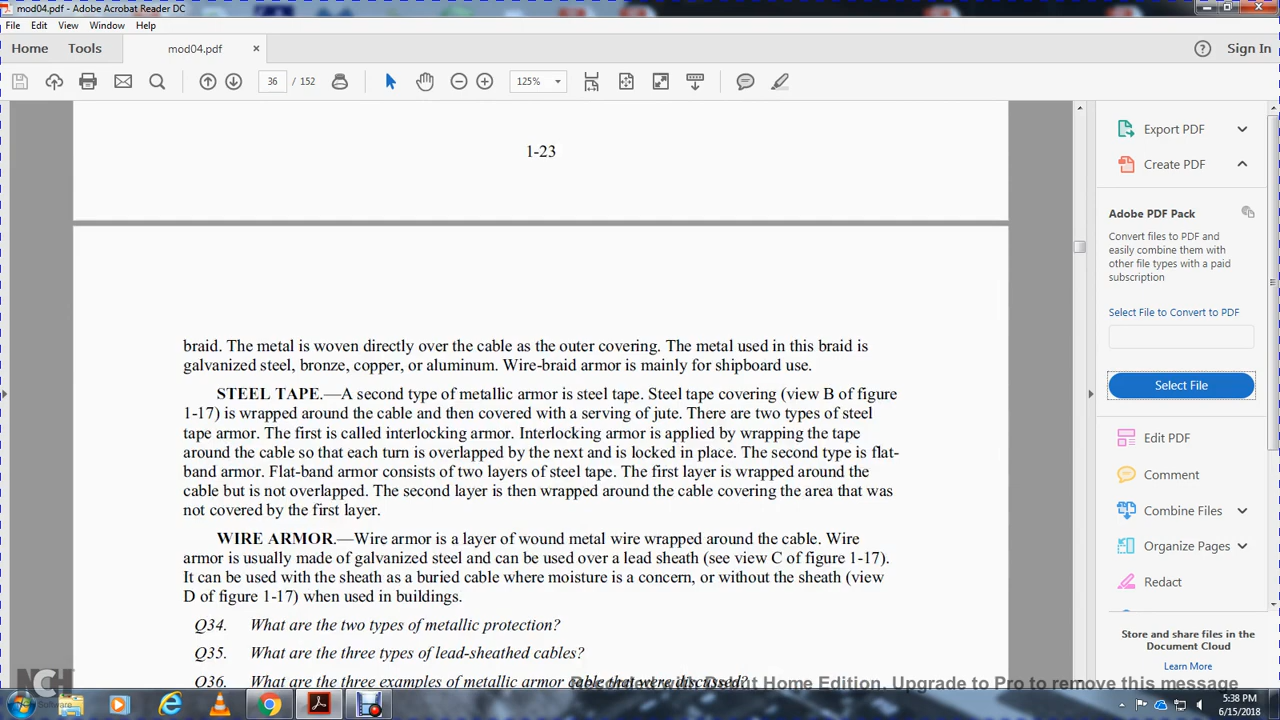 mod04.pdf - Adobe Acrobat Reader DC
File Edit View Window Help
Home Tools mod04.pdf × ? Sign In
36 / 152 125%
1-23
braid. The metal is woven directly over the cable as the outer covering. The metal used in this braid is
galvanized steel, bronze, copper, or aluminum. Wire-braid armor is mainly for shipboard use.
STEEL TAPE.—A second type of metallic armor is steel tape. Steel tape covering (view B of figure
1-17) is wrapped around the cable and then covered with a serving of jute. There are two types of steel
tape armor. The first is called interlocking armor. Interlocking armor is applied by wrapping the tape
around the cable so that each turn is overlapped by the next and is locked in place. The second type is flat-
band armor. Flat-band armor consists of two layers of steel tape. The first layer is wrapped around the
cable but is not overlapped. The second layer is then wrapped around the cable covering the area that was
not covered by the first layer.
WIRE ARMOR.—Wire armor is a layer of wound metal wire wrapped around the cable. Wire
armor is usually made of galvanized steel and can be used over a lead sheath (see view C of figure 1-17).
It can be used with the sheath as a buried cable where moisture is a concern, or without the sheath (view
D of figure 1-17) when used in buildings.
Q34. What are the two types of metallic protection?
Q35. What are the three types of lead-sheathed cables?
Q36. What are the three examples of metallic armor cable that were discussed?
Export PDF
Create PDF
Adobe PDF Pack
Convert files to PDF and
easily combine them with
other file types with a paid
subscription
Select File to Convert to PDF
Select File
Edit PDF
Comment
Combine Files
Organize Pages
Redact
Store and share files in the
Document Cloud
Learn More
NCH
Software
Home Edition. Upgrade to Pro to remove this message
5:38 PM
6/15/2018